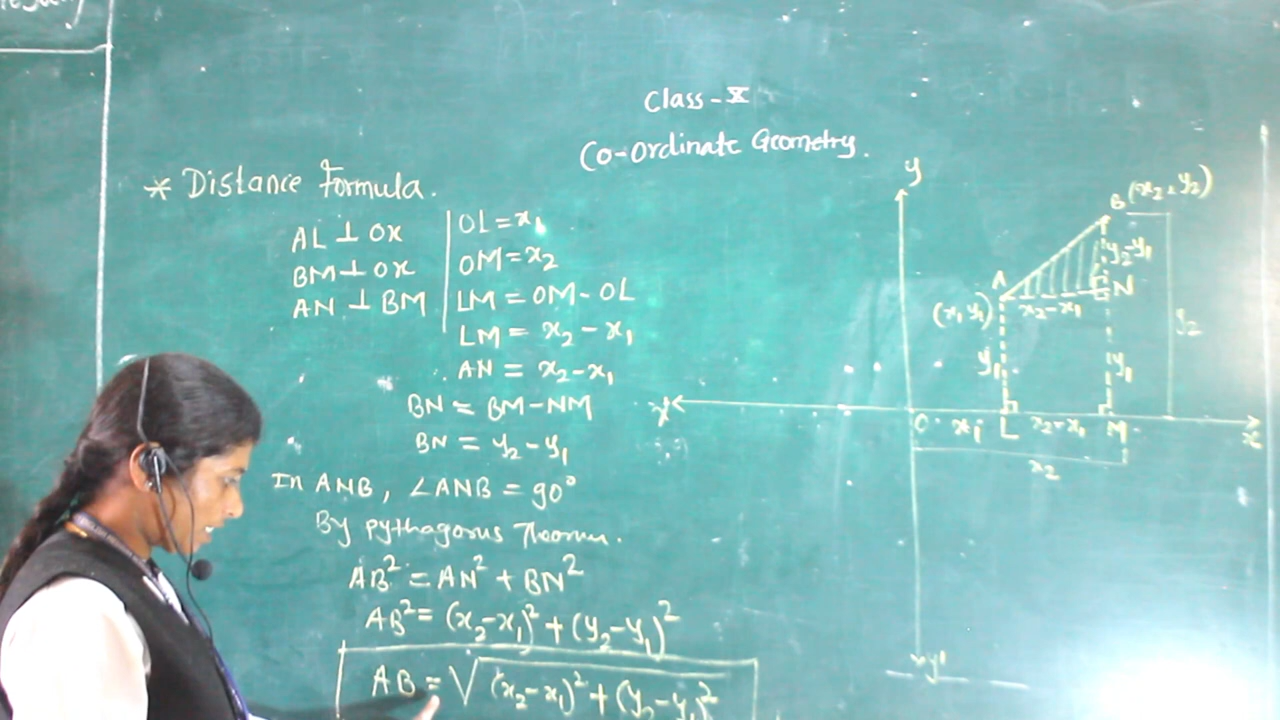 Class - X
Co-ordinate Geometry.
* Distance Formula.
AL ⊥ OX
BM ⊥ OX
AN ⊥ BM
OL = x₁
OM = x₂
LM = OM - OL
LM = x₂ - x₁
AN = x₂ - x₁
BN = BM - NM
BN = y₂ - y₁
In ANB, ∠ANB = 90°
By pythagorus Theorem.
AB² = AN² + BN²
AB² = (x₂-x₁)² + (y₂-y₁)²
AB = √(x₂-x₁)² + (y₂-y₁)²
y
B (x₂, y₂)
y₂-y₁
A
N
(x₁ y₁)
x₂-x₁
y₂
y₁
y₁
x'
O
x₁
L
x₂-x₁
M
x
x₂
y'